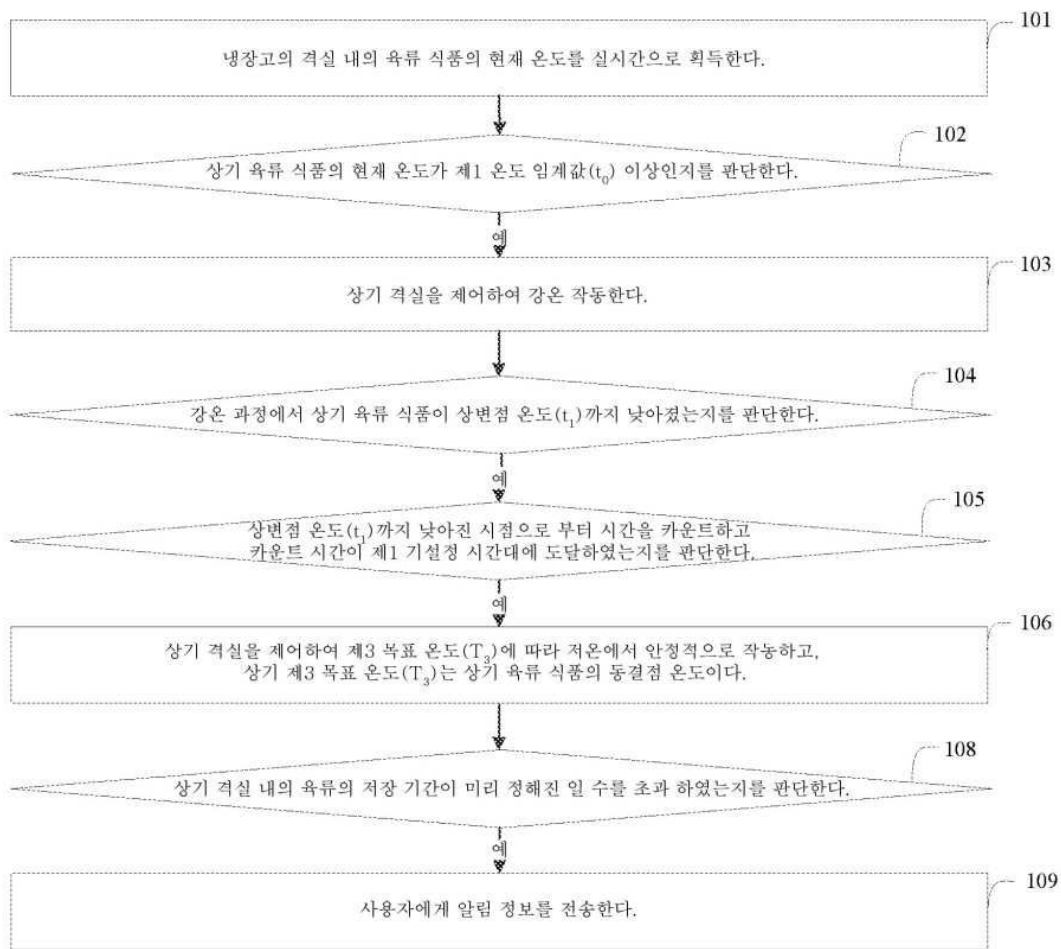 101
냉장고의 격실 내의 육류 식품의 현재 온도를 실시간으로 획득한다.
102
상기 육류 식품의 현재 온도가 제1 온도 임계값(t0) 이상인지를 판단한다.
예
103
상기 격실을 제어하여 강온 작동한다.
104
강온 과정에서 상기 육류 식품이 상변점 온도(t1)까지 낮아졌는지를 판단한다.
예
105
상변점 온도(t1)까지 낮아진 시점으로 부터 시간을 카운트하고
카운트 시간이 제1 기설정 시간대에 도달하였는지를 판단한다.
예
106
상기 격실을 제어하여 제3 목표 온도(T3)에 따라 저온에서 안정적으로 작동하고,
상기 제3 목표 온도(T3)는 상기 육류 식품의 동결점 온도이다.
108
상기 격실 내의 육류의 저장 기간이 미리 정해진 일 수를 초과 하였는지를 판단한다.
예
109
사용자에게 알림 정보를 전송한다.